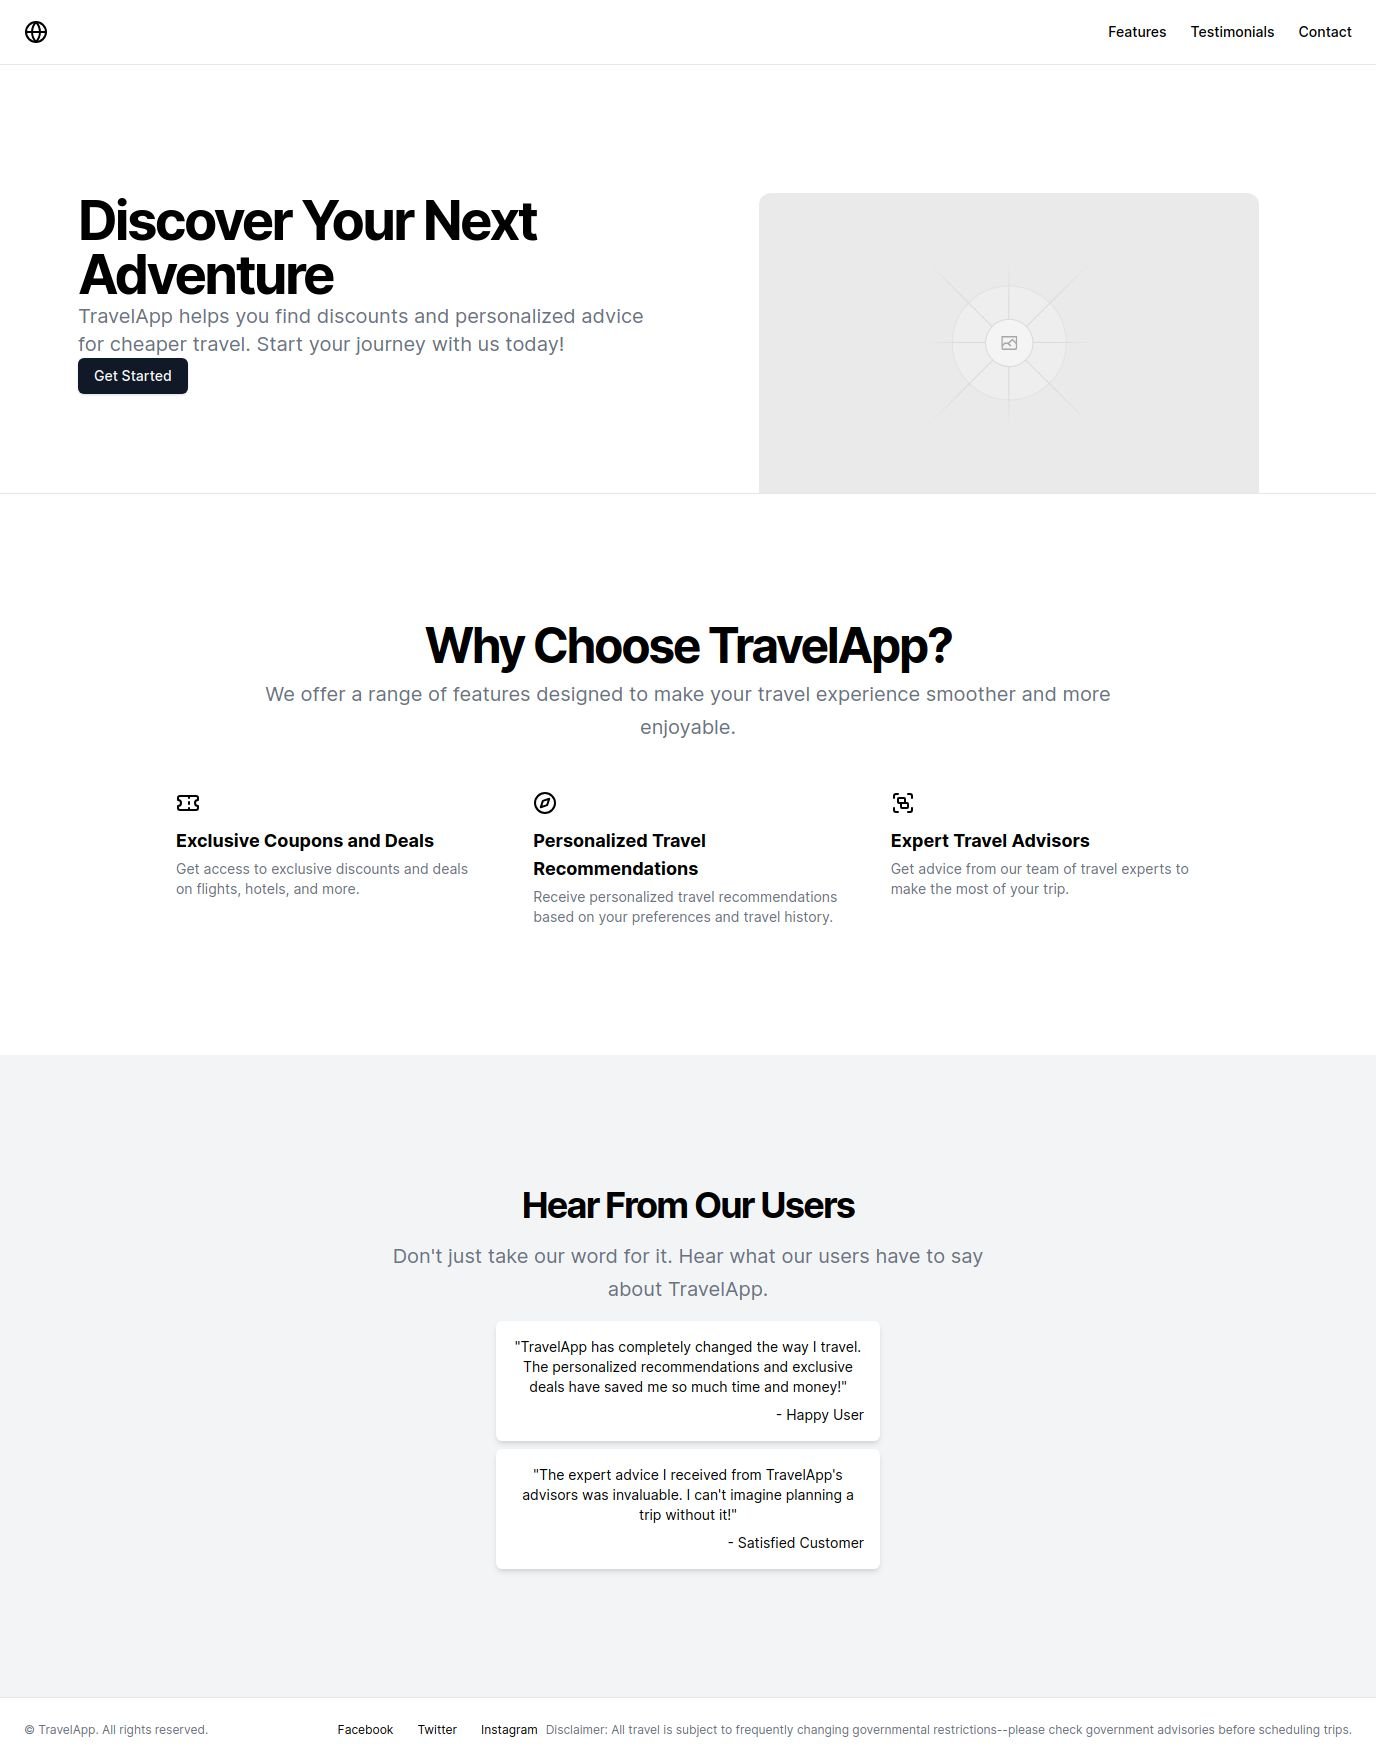 Features Testimonials Contact
Discover Your Next
Adventure
TravelApp helps you find discounts and personalized advice
for cheaper travel. Start your journey with us today!
Get Started
Why Choose TravelApp?
We offer a range of features designed to make your travel experience smoother and more
enjoyable.
Exclusive Coupons and Deals
Get access to exclusive discounts and deals
on flights, hotels, and more.
Personalized Travel
Recommendations
Receive personalized travel recommendations
based on your preferences and travel history.
Expert Travel Advisors
Get advice from our team of travel experts to
make the most of your trip.
Hear From Our Users
Don't just take our word for it. Hear what our users have to say
about TravelApp.
"TravelApp has completely changed the way I travel.
The personalized recommendations and exclusive
deals have saved me so much time and money!"
- Happy User
"The expert advice I received from TravelApp's
advisors was invaluable. I can't imagine planning a
trip without it!"
- Satisfied Customer
© TravelApp. All rights reserved. Facebook Twitter Instagram Disclaimer: All travel is subject to frequently changing governmental restrictions--please check government advisories before scheduling trips.